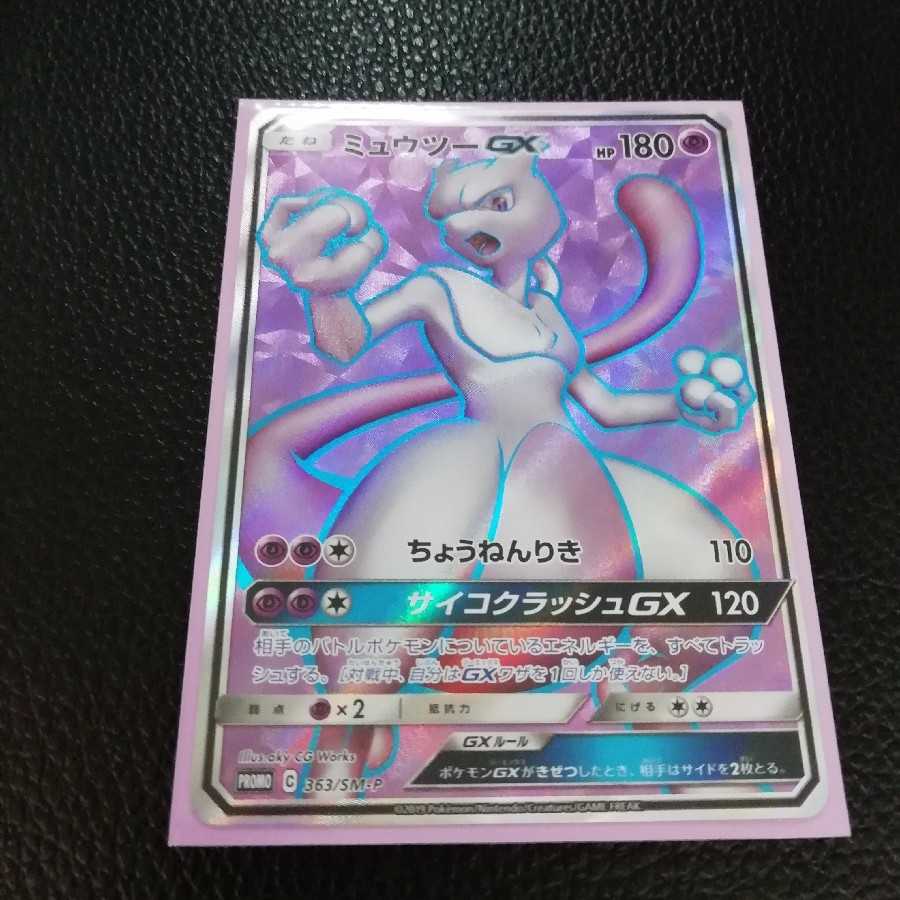 たね ミュウツーGX HP180
ちょうねんりき 110
サイコクラッシュGX 120
相手のバトルポケモンについているエネルギーを、すべてトラッ
シュする。[対戦中、自分はGXワザを1回しか使えない。]
弱点 ×2 抵抗力 にげる
GXルール
ポケモンGXがきぜつしたとき、相手はサイドを2枚とる。
Illus. aky CG Works
PROMO C 363/SM-P
©2019 Pokémon/Nintendo/Creatures/GAME FREAK.